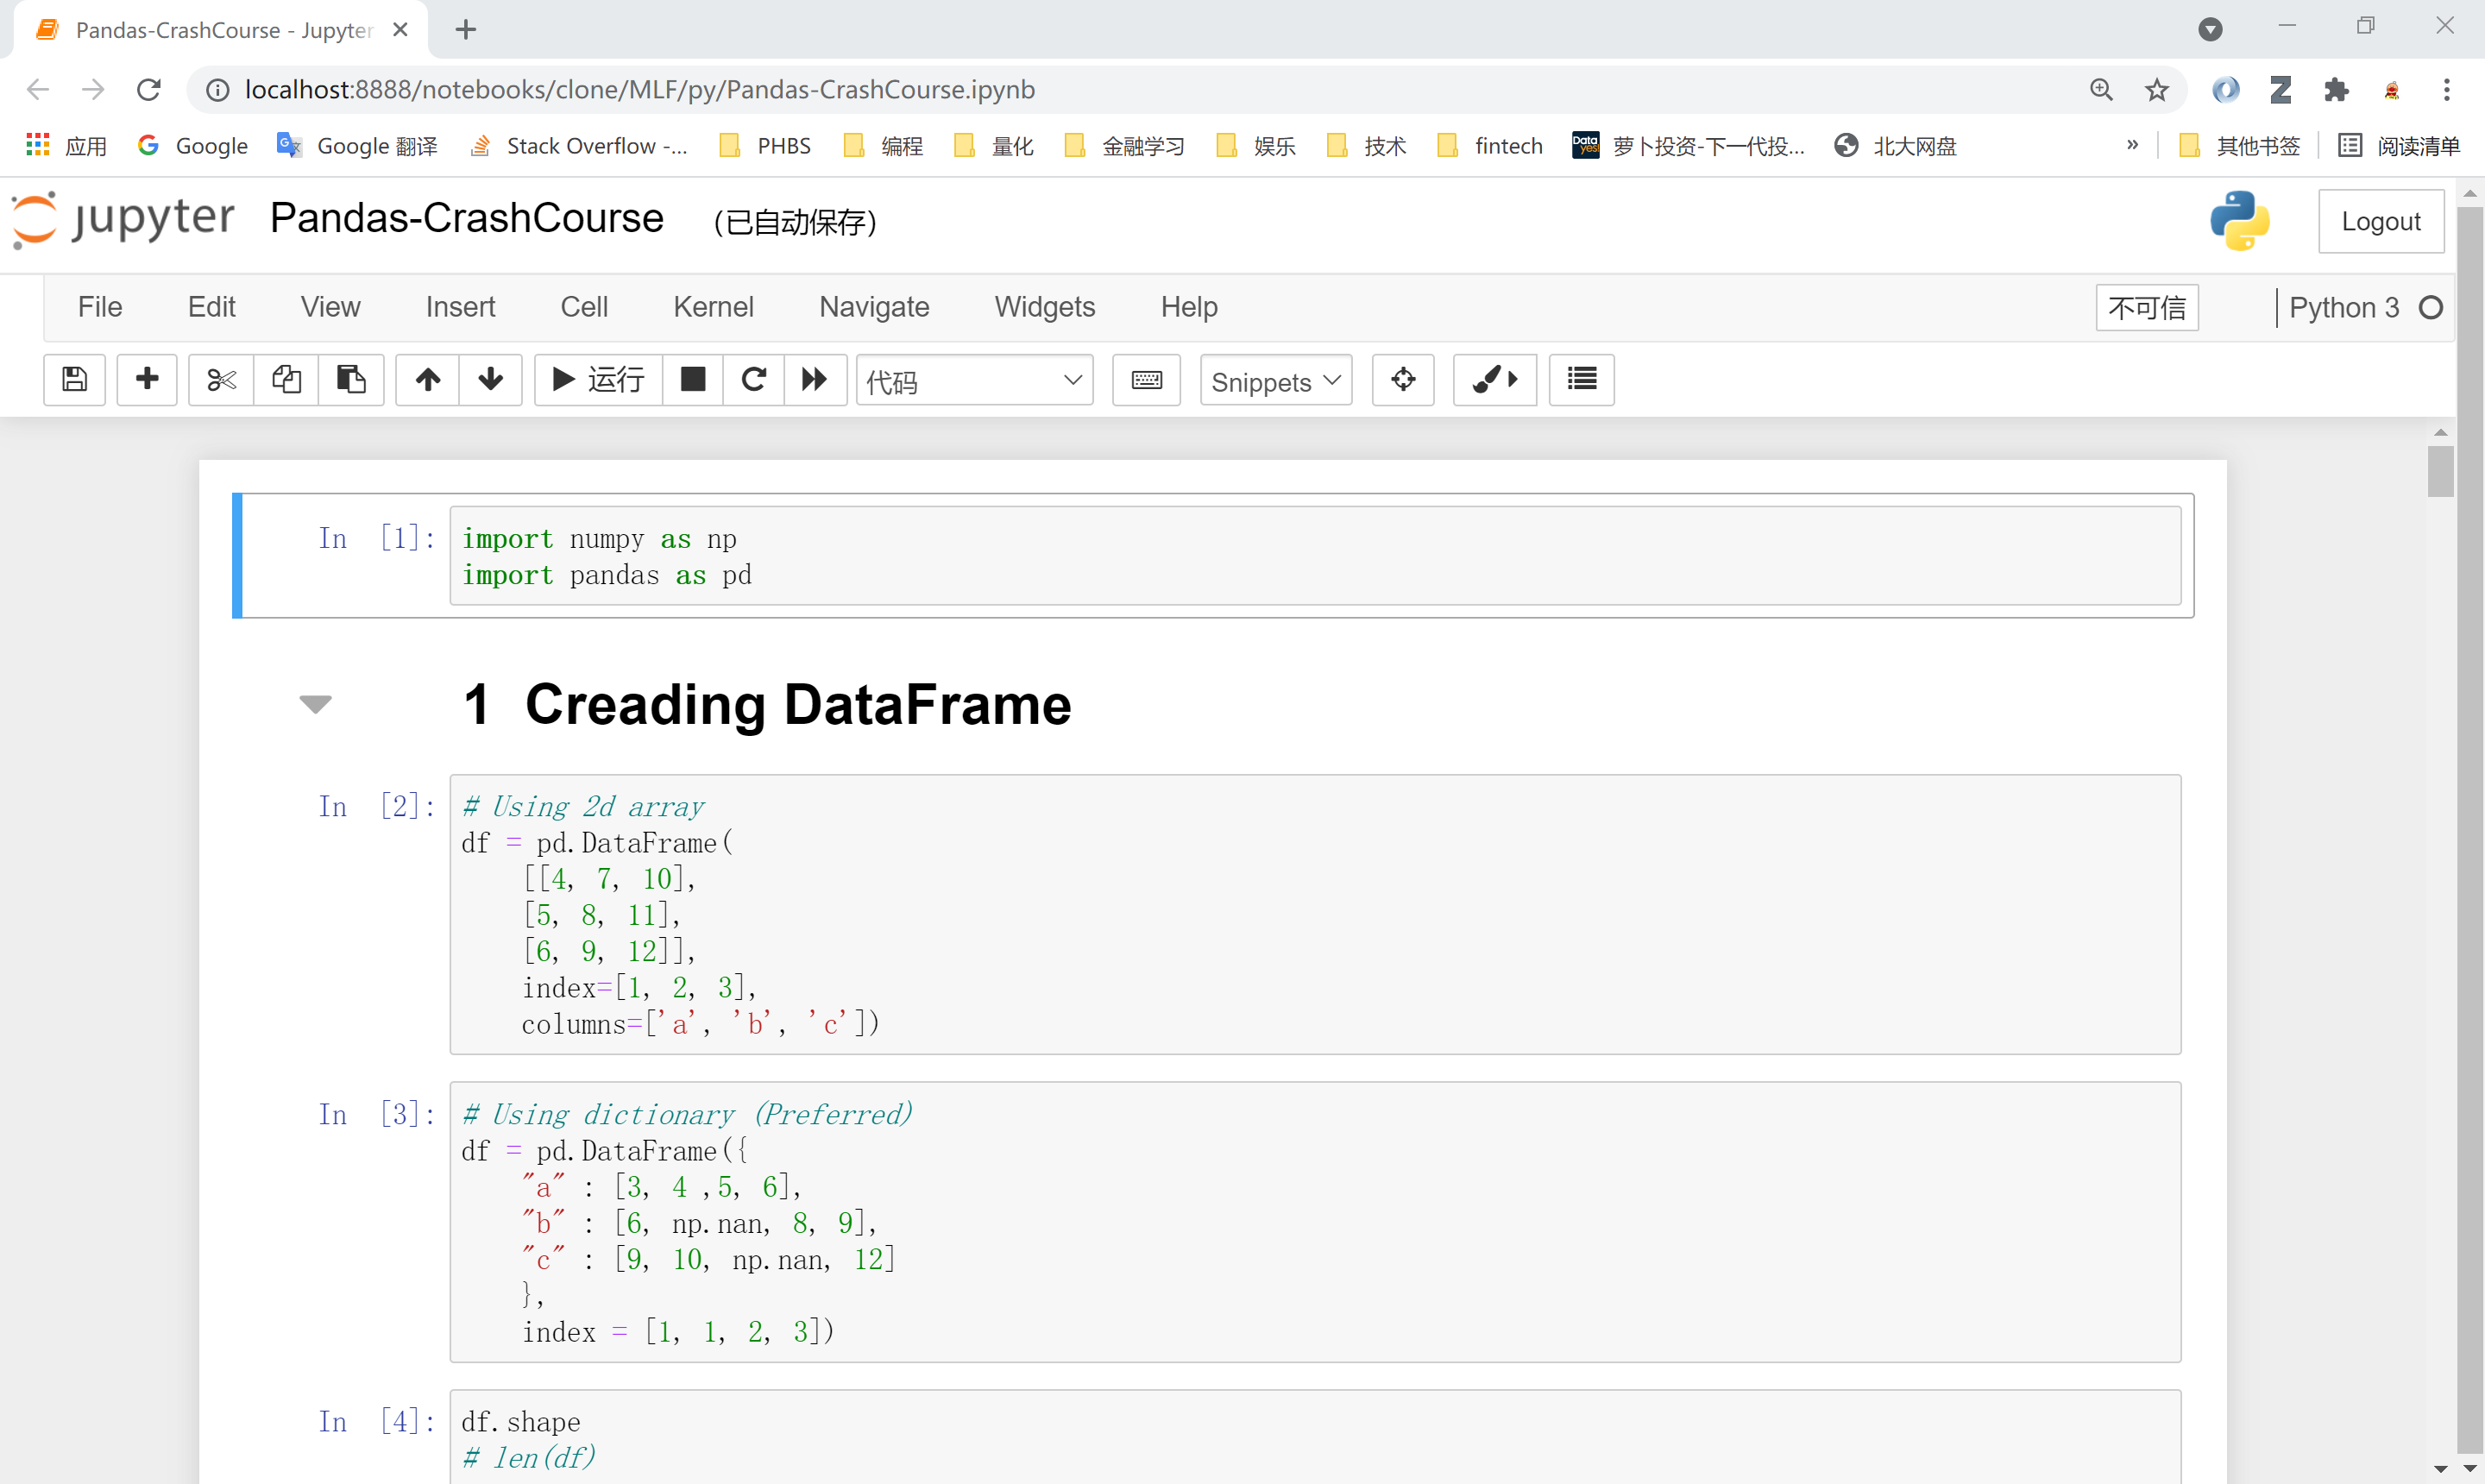 Pandas-CrashCourse - Jupyter
localhost:8888/notebooks/clone/MLF/py/Pandas-CrashCourse.ipynb
应用 Google Google 翻译 Stack Overflow -... PHBS 编程 量化 金融学习 娱乐 技术 fintech 萝卜投资-下一代投... 北大网盘 » 其他书签 阅读清单
jupyter Pandas-CrashCourse (已自动保存) Logout
File Edit View Insert Cell Kernel Navigate Widgets Help 不可信 Python 3
运行 代码 Snippets
In [1]: import numpy as np
import pandas as pd
1 Creading DataFrame
In [2]: # Using 2d array
df = pd.DataFrame(
[[4, 7, 10],
[5, 8, 11],
[6, 9, 12]],
index=[1, 2, 3],
columns=['a', 'b', 'c'])
In [3]: # Using dictionary (Preferred)
df = pd.DataFrame({
"a" : [3, 4 ,5, 6],
"b" : [6, np.nan, 8, 9],
"c" : [9, 10, np.nan, 12]
},
index = [1, 1, 2, 3])
In [4]: df.shape
# len(df)